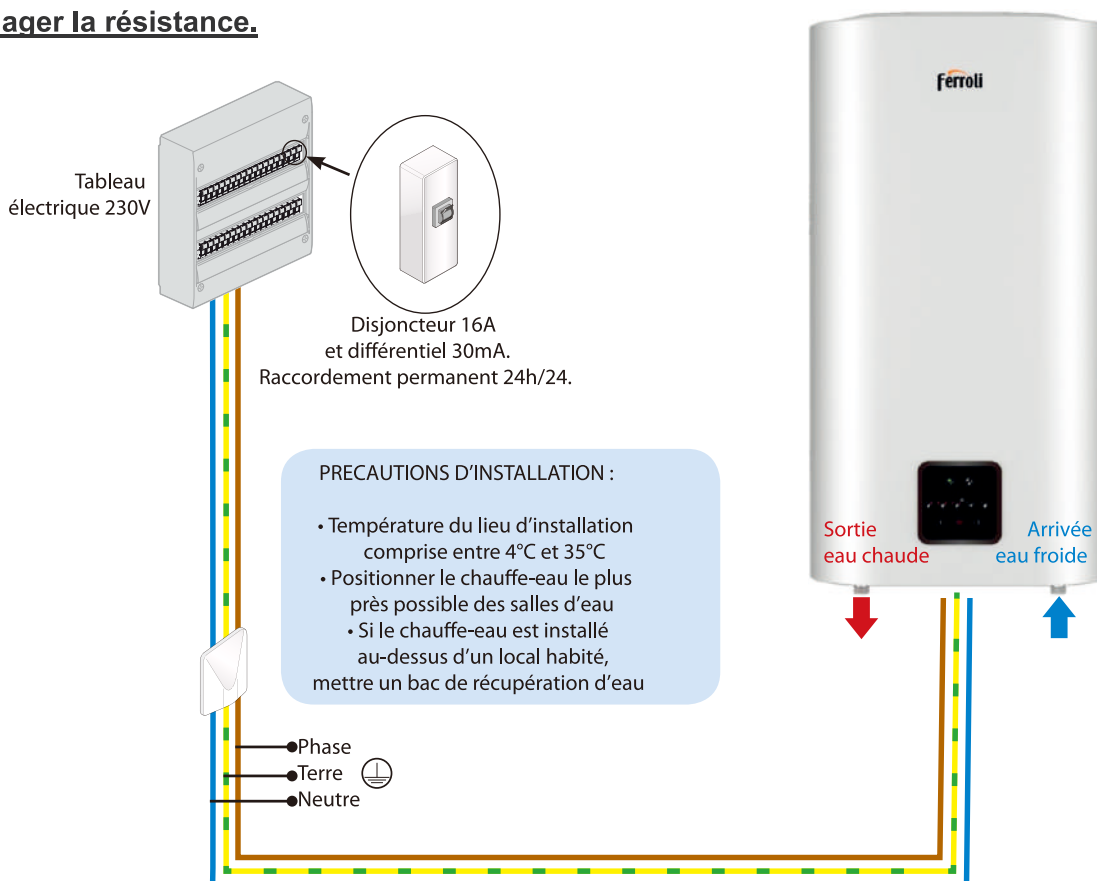 ager la résistance.
Ferroli
Tableau
électrique 230V
Disjoncteur 16A
et différentiel 30mA.
Raccordement permanent 24h/24.
PRECAUTIONS D'INSTALLATION :
• Température du lieu d'installation
comprise entre 4°C et 35°C
• Positionner le chauffe-eau le plus
près possible des salles d'eau
• Si le chauffe-eau est installé
au-dessus d'un local habité,
mettre un bac de récupération d'eau
Sortie
eau chaude
Arrivée
eau froide
Phase
Terre
Neutre